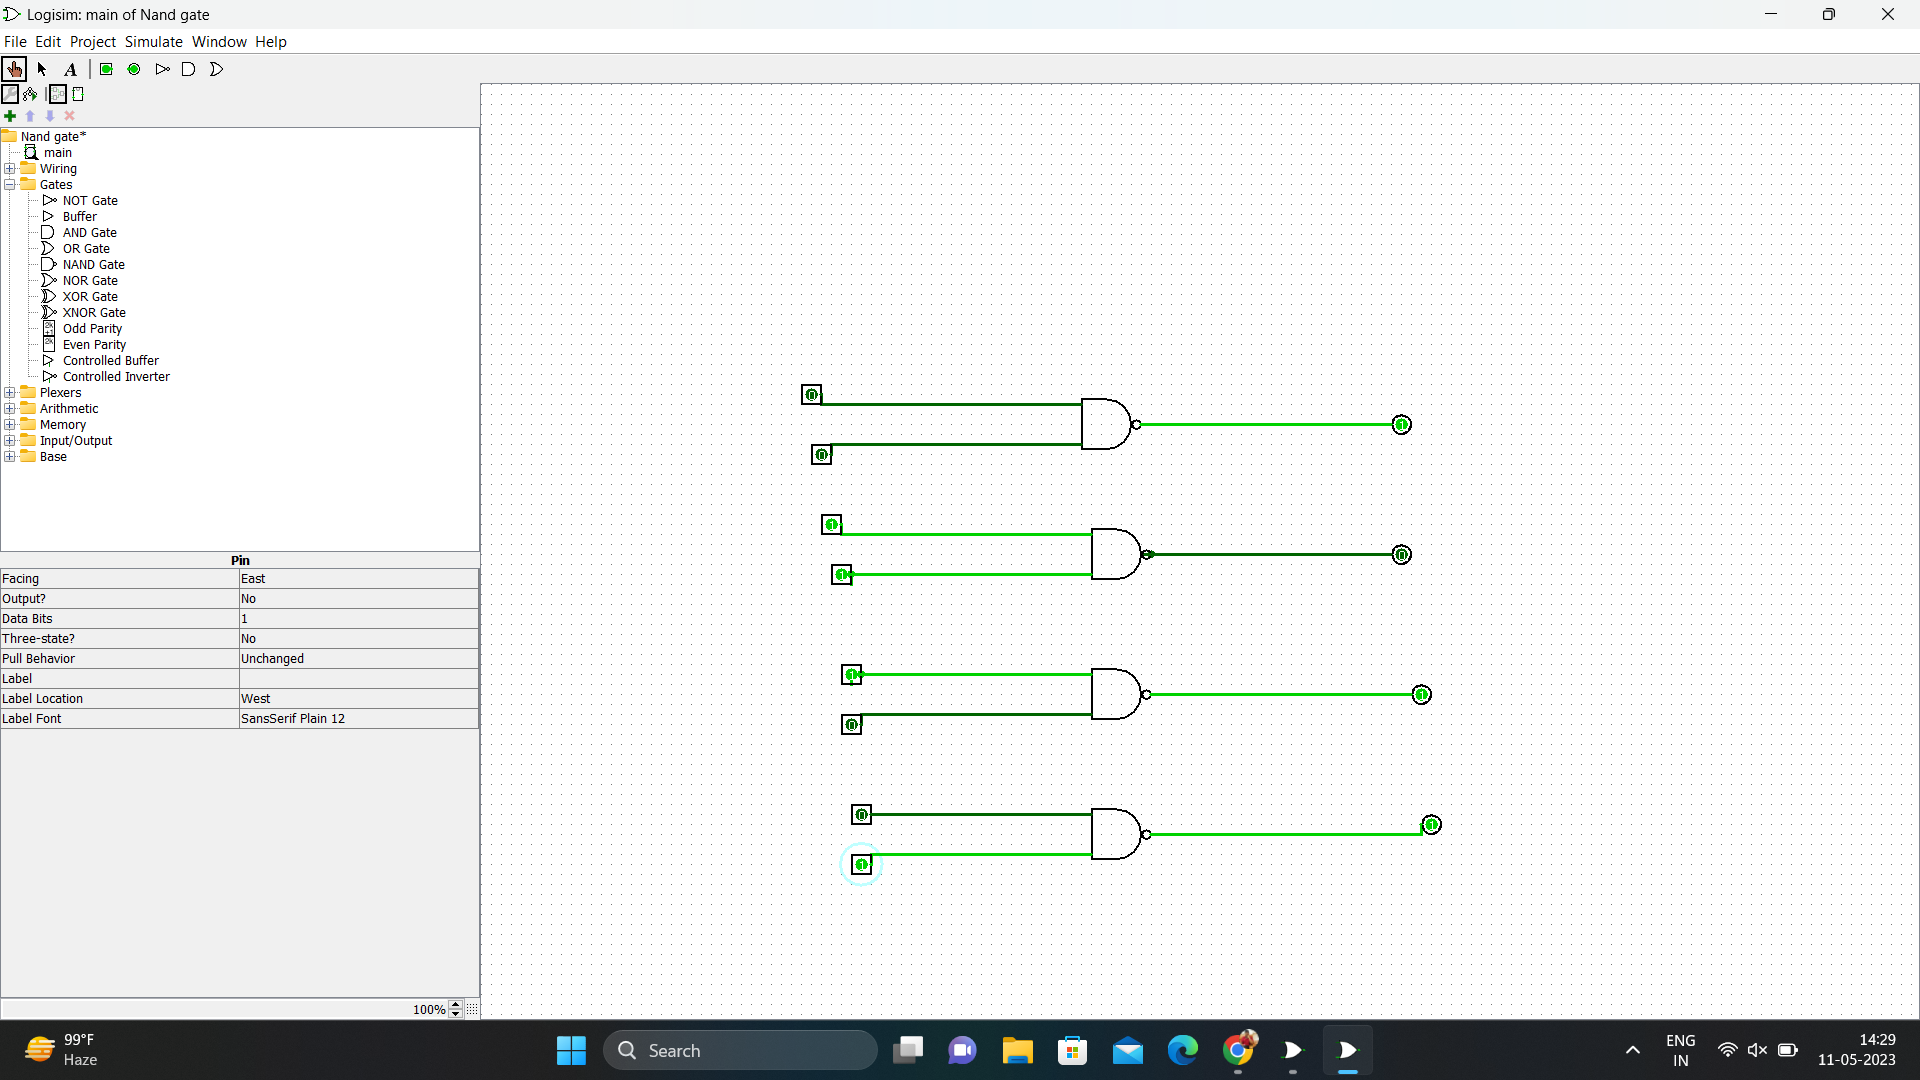 Logisim: main of Nand gate
File Edit Project Simulate Window Help
A
Nand gate*
main
Wiring
Gates
NOT Gate
Buffer
AND Gate
OR Gate
NAND Gate
NOR Gate
XOR Gate
XNOR Gate
Odd Parity
Even Parity
Controlled Buffer
Controlled Inverter
Plexers
Arithmetic
Memory
Input/Output
Base
Pin
Facing East
Output? No
Data Bits 1
Three-state? No
Pull Behavior Unchanged
Label
Label Location West
Label Font SansSerif Plain 12
100%
0
1
0
1
0
1
1
1
0
0
1
1
99°F
Haze
Search
ENG
IN
14:29
11-05-2023